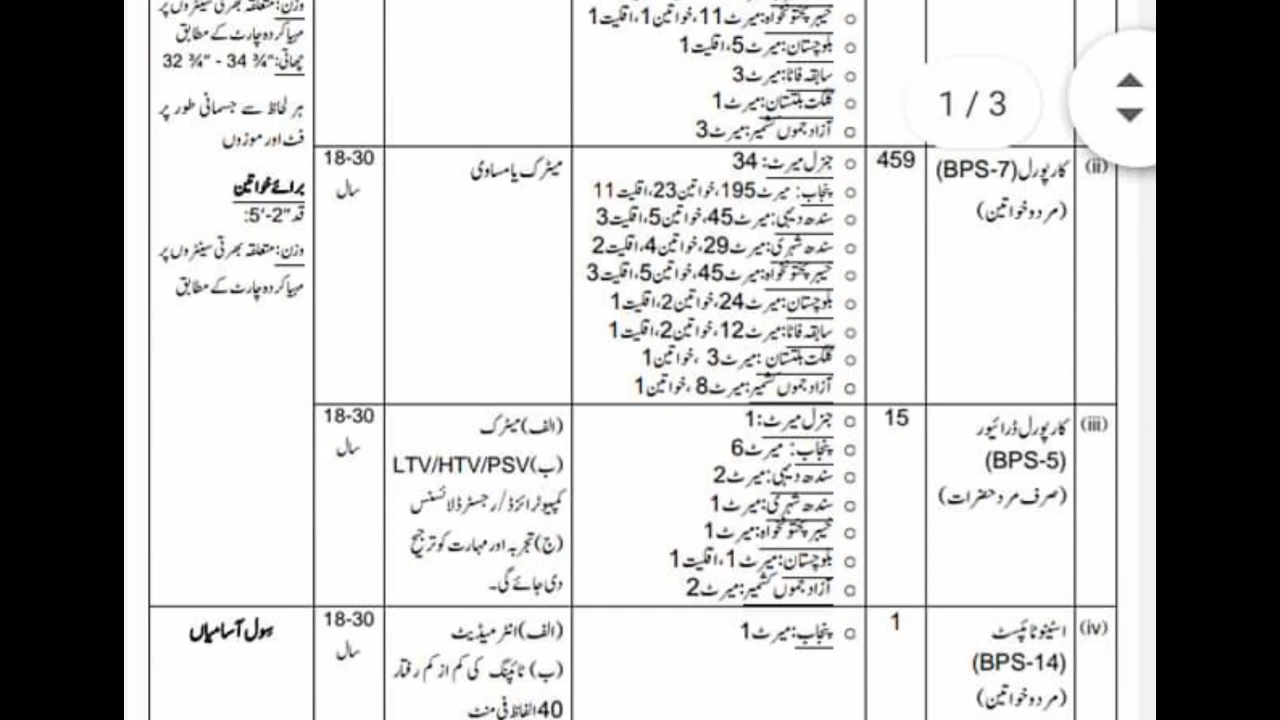 خیبر پختونخواہ: میرٹ 11، خواتین 1، اقلیت 1
بلوچستان: میرٹ 5، اقلیت 1
سابقہ فاٹا: میرٹ 3
گلگت بلتستان: میرٹ 1
آزاد جموں کشمیر: میرٹ 3
وزن: متعلقہ بھرتی سینٹروں پر
مہیا کردہ چارٹ کے مطابق
چھاتی: 32 ¾" - 34 ¾"
ہر لحاظ سے جسمانی طور پر
فٹ اور موزوں
1 / 3
(ii)
کارپورل (BPS-7)
(مرد و خواتین)
459
جنرل میرٹ: 34
پنجاب: میرٹ 195، خواتین 23، اقلیت 11
سندھ دیہی: میرٹ 45، خواتین 5، اقلیت 3
سندھ شہری: میرٹ 29، خواتین 4، اقلیت 2
خیبر پختونخواہ: میرٹ 45، خواتین 5، اقلیت 3
بلوچستان: میرٹ 24، خواتین 2، اقلیت 1
سابقہ فاٹا: میرٹ 12، خواتین 2، اقلیت 1
گلگت بلتستان: میرٹ 3، خواتین 1
آزاد جموں کشمیر: میرٹ 8، خواتین 1
میٹرک یا مساوی
18-30
سال
برائے خواتین
قد 5'-2":
وزن: متعلقہ بھرتی سینٹروں پر
مہیا کردہ چارٹ کے مطابق
(iii)
کارپورل ڈرائیور
(BPS-5)
(صرف مرد حضرات)
15
جنرل میرٹ: 1
پنجاب: میرٹ 6
سندھ دیہی: میرٹ 2
سندھ شہری: میرٹ 1
خیبر پختونخواہ: میرٹ 1
بلوچستان: میرٹ 1، اقلیت 1
آزاد جموں کشمیر: میرٹ 2
(الف) میٹرک
(ب) LTV/HTV/PSV
کمپیوٹرائزڈ/رجسٹرڈ لائسنس
(ج) تجربہ اور مہارت کو ترجیح
دی جائے گی۔
18-30
سال
(iv)
اسٹینو ٹائپسٹ
(BPS-14)
(مرد و خواتین)
1
پنجاب: میرٹ 1
(الف) انٹرمیڈیٹ
(ب) ٹائپنگ کی کم از کم رفتار
40 الفاظ فی منٹ
18-30
سال
سول آسامیاں